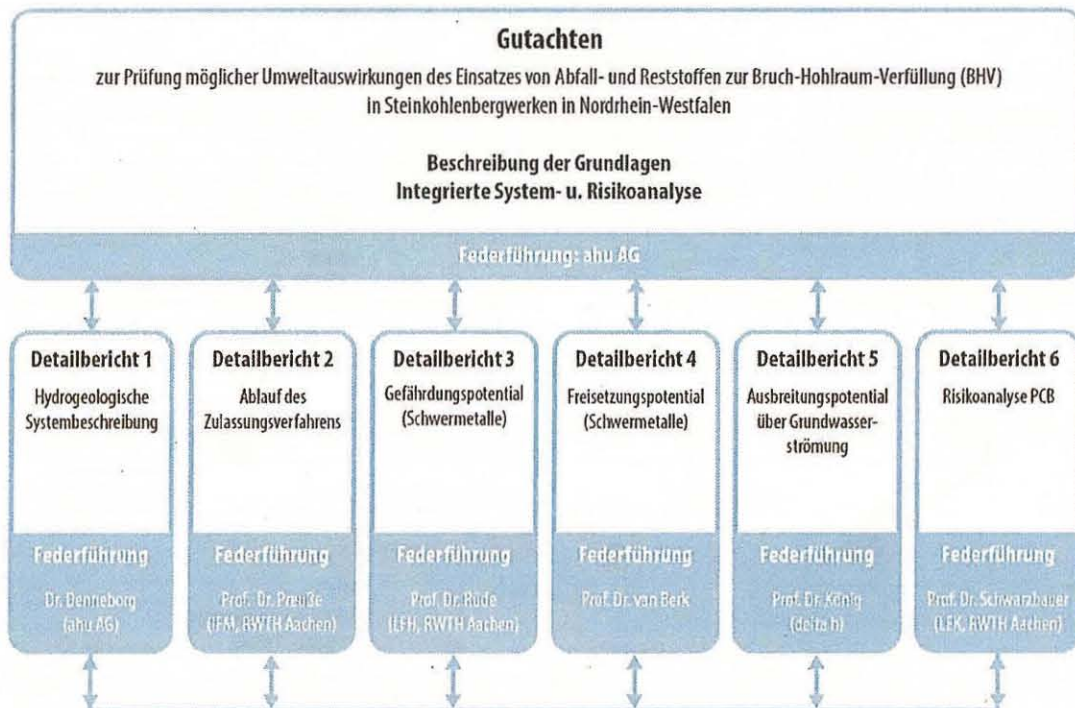 Gutachten
zur Prüfung möglicher Umweltauswirkungen des Einsatzes von Abfall- und Reststoffen zur Bruch-Hohlraum-Verfüllung (BHV)
in Steinkohlenbergwerken in Nordrhein-Westfalen
Beschreibung der Grundlagen
Integrierte System- u. Risikoanalyse
Federführung: ahu AG
Detailbericht 1
Hydrogeologische
Systembeschreibung
Federführung
Dr. Denneborg
(ahu AG)
Detailbericht 2
Ablauf des
Zulassungsverfahrens
Federführung
Prof. Dr. Preuße
(IFM, RWTH Aachen)
Detailbericht 3
Gefährdungspotential
(Schwermetalle)
Federführung
Prof. Dr. Rüde
(LFH, RWTH Aachen)
Detailbericht 4
Freisetzungspotential
(Schwermetalle)
Federführung
Prof. Dr. van Berk
Detailbericht 5
Ausbreitungspotential
über Grundwasser-
strömung
Federführung
Prof. Dr. König
(delta h)
Detailbericht 6
Risikoanalyse PCB
Federführung
Prof. Dr. Schwarzbauer
(LEK, RWTH Aachen)